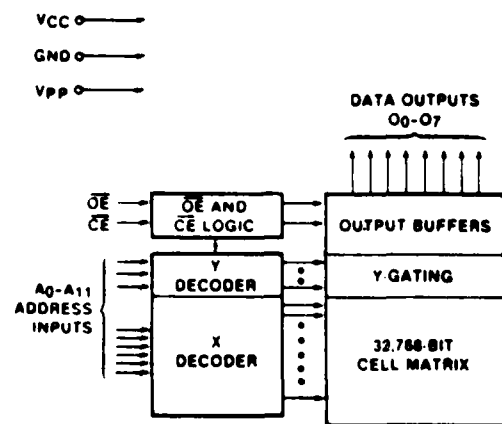 VCC
GND
VPP
DATA OUTPUTS
O0-O7
OE
CE
OE AND
CE LOGIC
OUTPUT BUFFERS
Y
DECODER
Y-GATING
A0-A11
ADDRESS
INPUTS
X
DECODER
32,768-BIT
CELL MATRIX